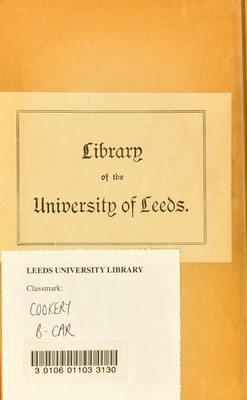 Library
of the
University of Leeds.
LEEDS UNIVERSITY LIBRARY
Classmark:
COOKERY
B-CAR
3 0106 01103 3130